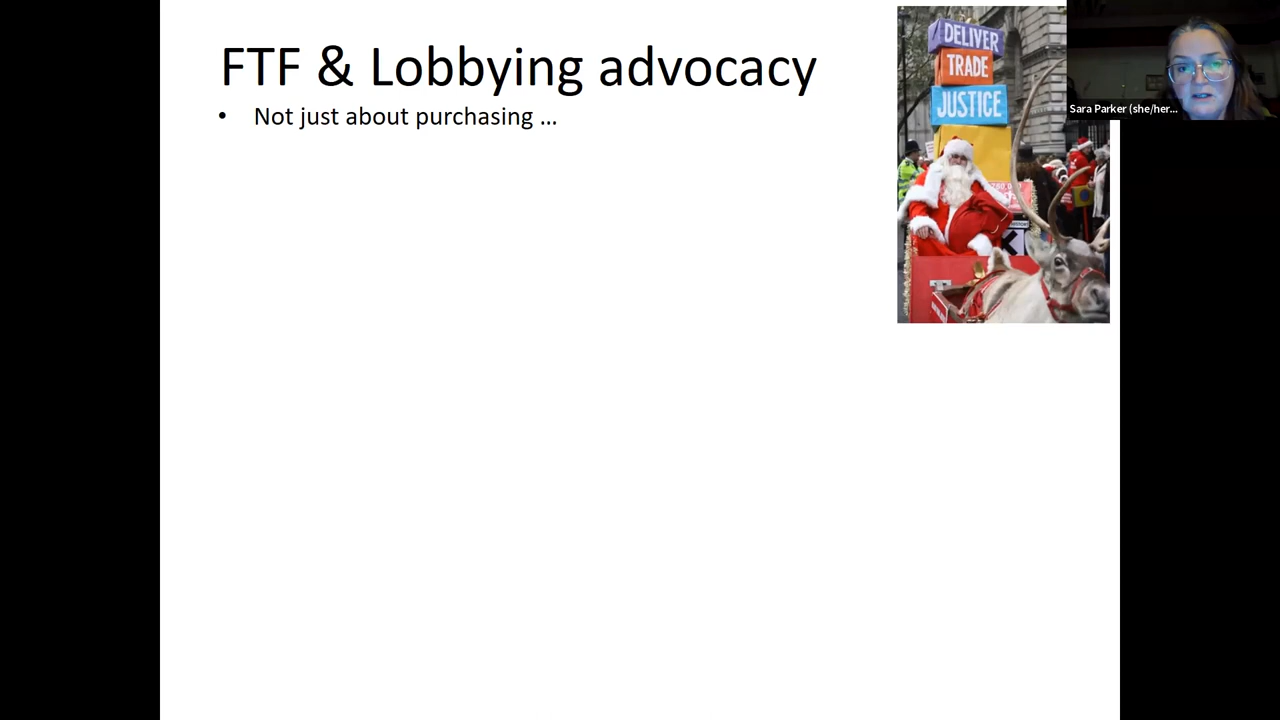 FTF & Lobbying advocacy
• Not just about purchasing ...
DELIVER
TRADE
JUSTICE
Sara Parker (she/her...